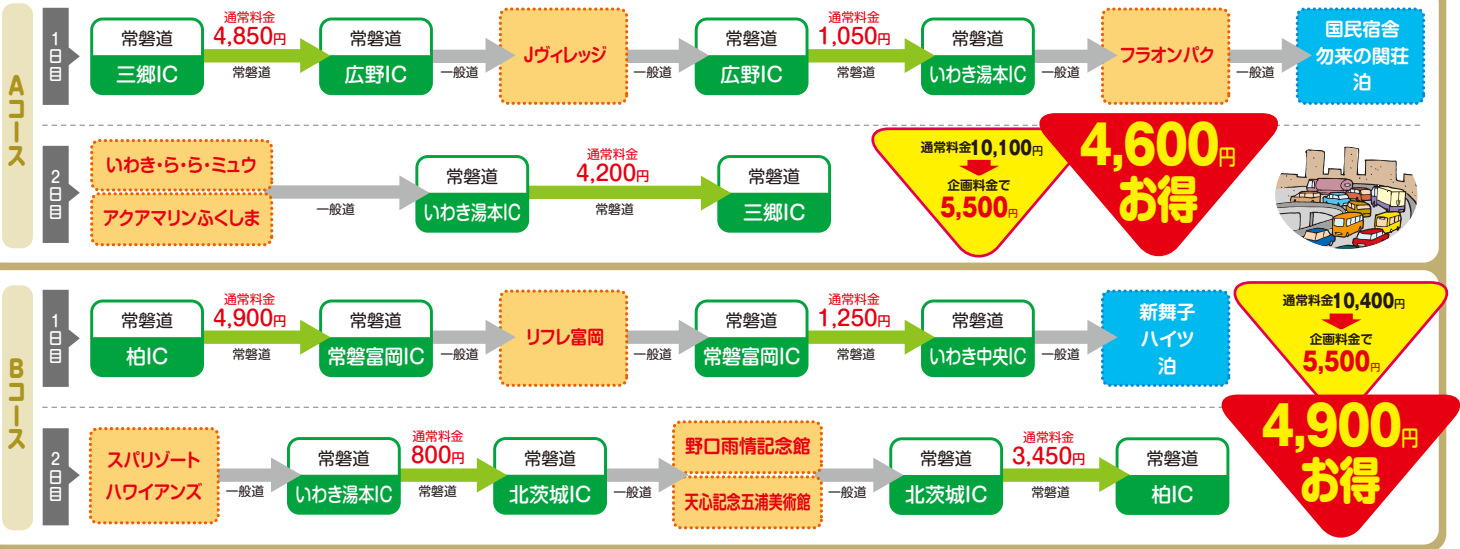 Aコース
1日目
常磐道
三郷IC
通常料金
4,850円
常磐道
常磐道
広野IC
一般道
Jヴィレッジ
一般道
常磐道
広野IC
通常料金
1,050円
常磐道
常磐道
いわき湯本IC
一般道
フラオンパク
一般道
国民宿舎
勿来の関荘
泊
2日目
いわき・ら・ら・ミュウ
アクアマリンふくしま
一般道
常磐道
いわき湯本IC
通常料金
4,200円
常磐道
常磐道
三郷IC
通常料金10,100円
企画料金で
5,500円
4,600円
お得
Bコース
1日目
常磐道
柏IC
通常料金
4,900円
常磐道
常磐道
常磐富岡IC
一般道
リフレ富岡
一般道
常磐道
常磐富岡IC
通常料金
1,250円
常磐道
常磐道
いわき中央IC
一般道
新舞子
ハイツ
泊
2日目
スパリゾート
ハワイアンズ
一般道
常磐道
いわき湯本IC
通常料金
800円
常磐道
常磐道
北茨城IC
一般道
野口雨情記念館
天心記念五浦美術館
一般道
常磐道
北茨城IC
通常料金
3,450円
常磐道
常磐道
柏IC
通常料金10,400円
企画料金で
5,500円
4,900円
お得